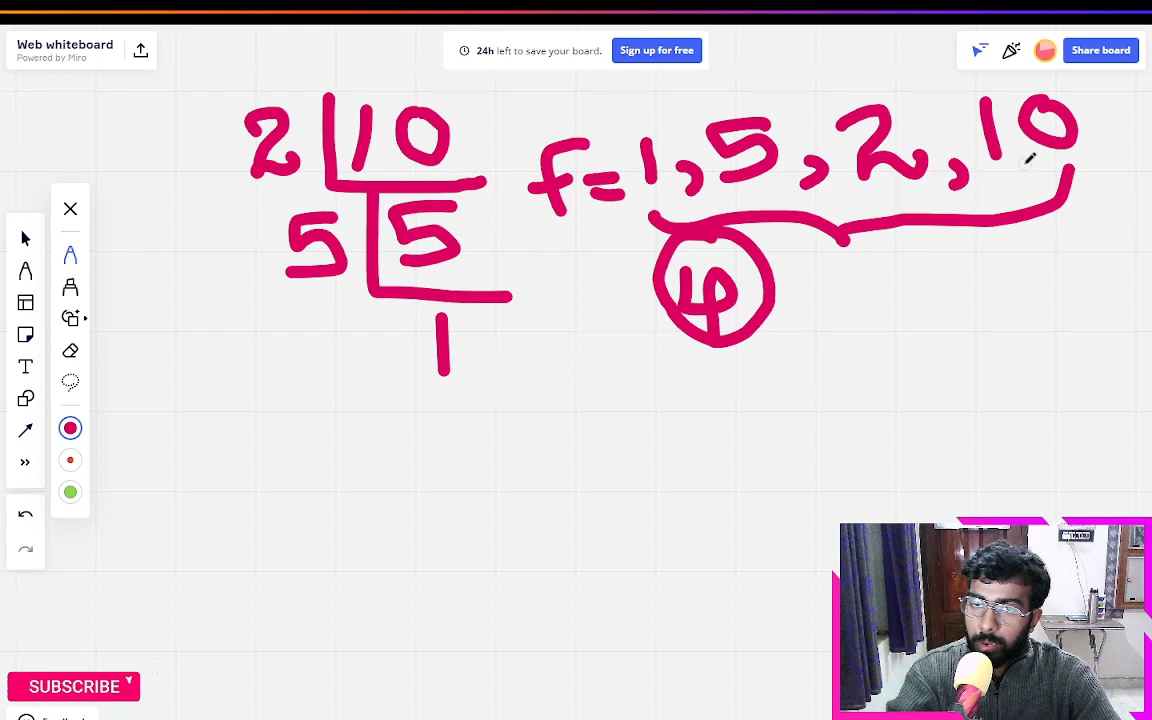 Web whiteboard
Powered by Miro
24h left to save your board.
Sign up for free
Share board
2 | 10
5 | 5
1
f = 1, 5, 2, 10
4
T
SUBSCRIBE